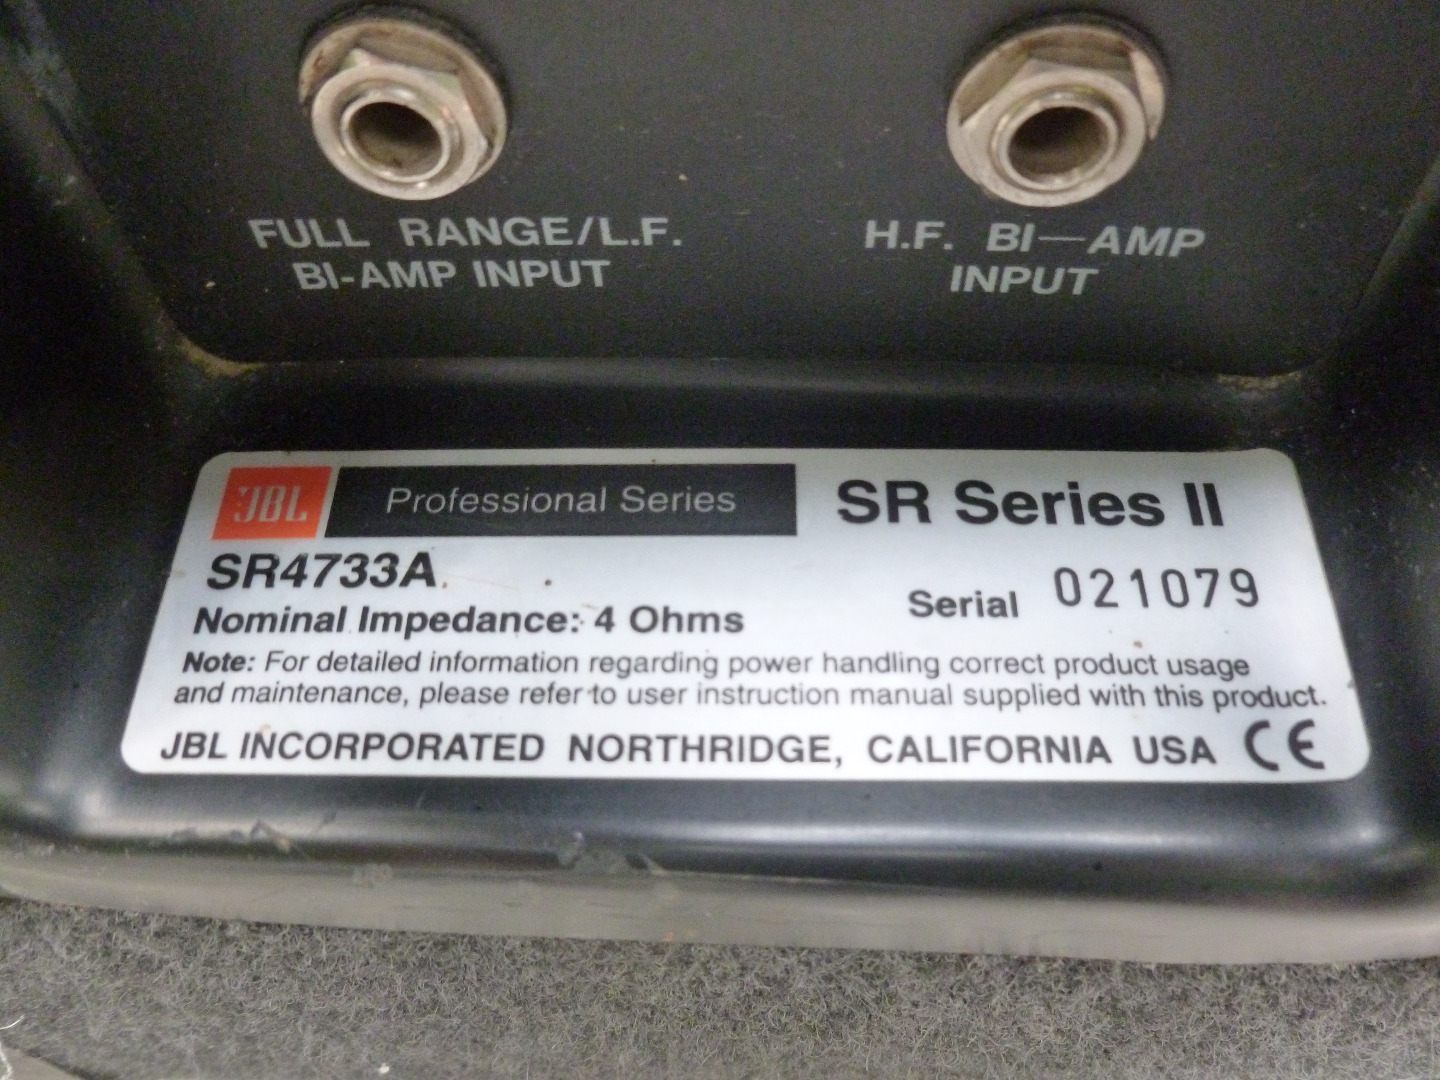 FULL RANGE/L.F.
BI-AMP INPUT
H.F. BI—AMP
INPUT
JBL Professional Series SR Series II
SR4733A
Serial 021079
Nominal Impedance: 4 Ohms
Note: For detailed information regarding power handling correct product usage
and maintenance, please refer to user instruction manual supplied with this product.
JBL INCORPORATED NORTHRIDGE, CALIFORNIA USA CE